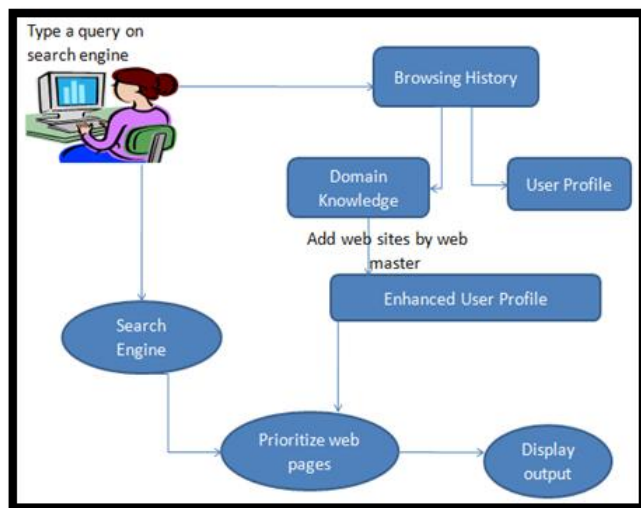 Type a query on
search engine
Browsing History
Domain
Knowledge
User Profile
Add web sites by web
master
Enhanced User Profile
Search
Engine
Prioritize web
pages
Display
output